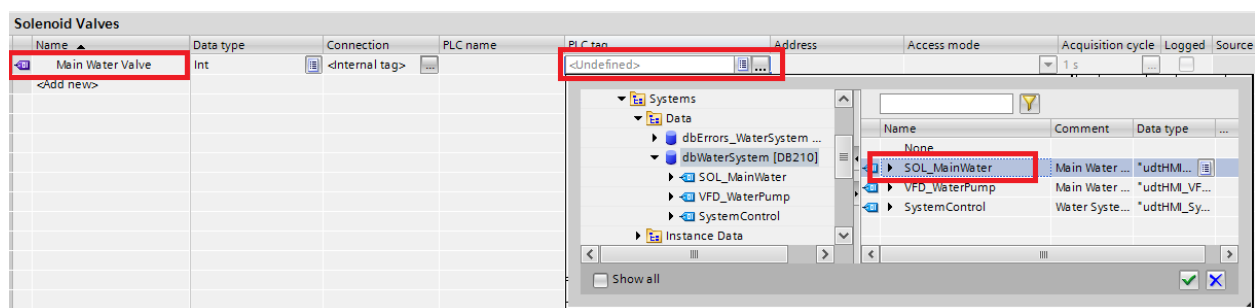 Solenoid Valves
Name Data type Connection PLC name PLC tag Address Access mode Acquisition cycle Logged Source
Main Water Valve Int <Internal tag> ... <Undefined> ... 1 s ...
<Add new>
Systems
Data
dbErrors_WaterSystem ...
dbWaterSystem [DB210]
SOL_MainWater
VFD_WaterPump
SystemControl
Instance Data
Show all
Name Comment Data type ...
None
SOL_MainWater Main Water ... "udtHMI...
VFD_WaterPump Main Water ... "udtHMI_VF...
SystemControl Water Syste... "udtHMI_Sy...